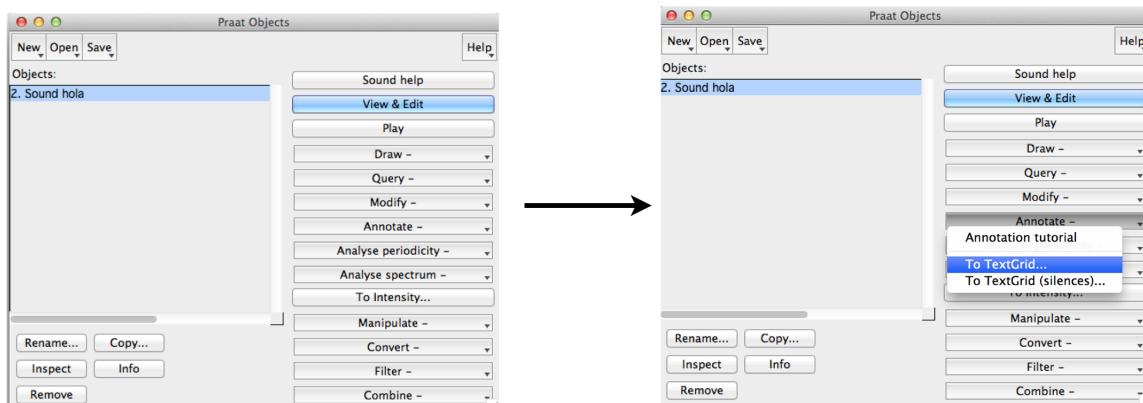 Praat Objects
New Open Save Help
Objects:
2. Sound hola
Sound help
View & Edit
Play
Draw –
Query –
Modify –
Annotate –
Analyse periodicity –
Analyse spectrum –
To Intensity...
Manipulate –
Convert –
Filter –
Combine –
Rename... Copy...
Inspect Info
Remove
Praat Objects
New Open Save Help
Objects:
2. Sound hola
Sound help
View & Edit
Play
Draw –
Query –
Modify –
Annotate –
Annotation tutorial
To TextGrid...
To TextGrid (silences)...
To Intensity...
Manipulate –
Convert –
Filter –
Combine –
Rename... Copy...
Inspect Info
Remove